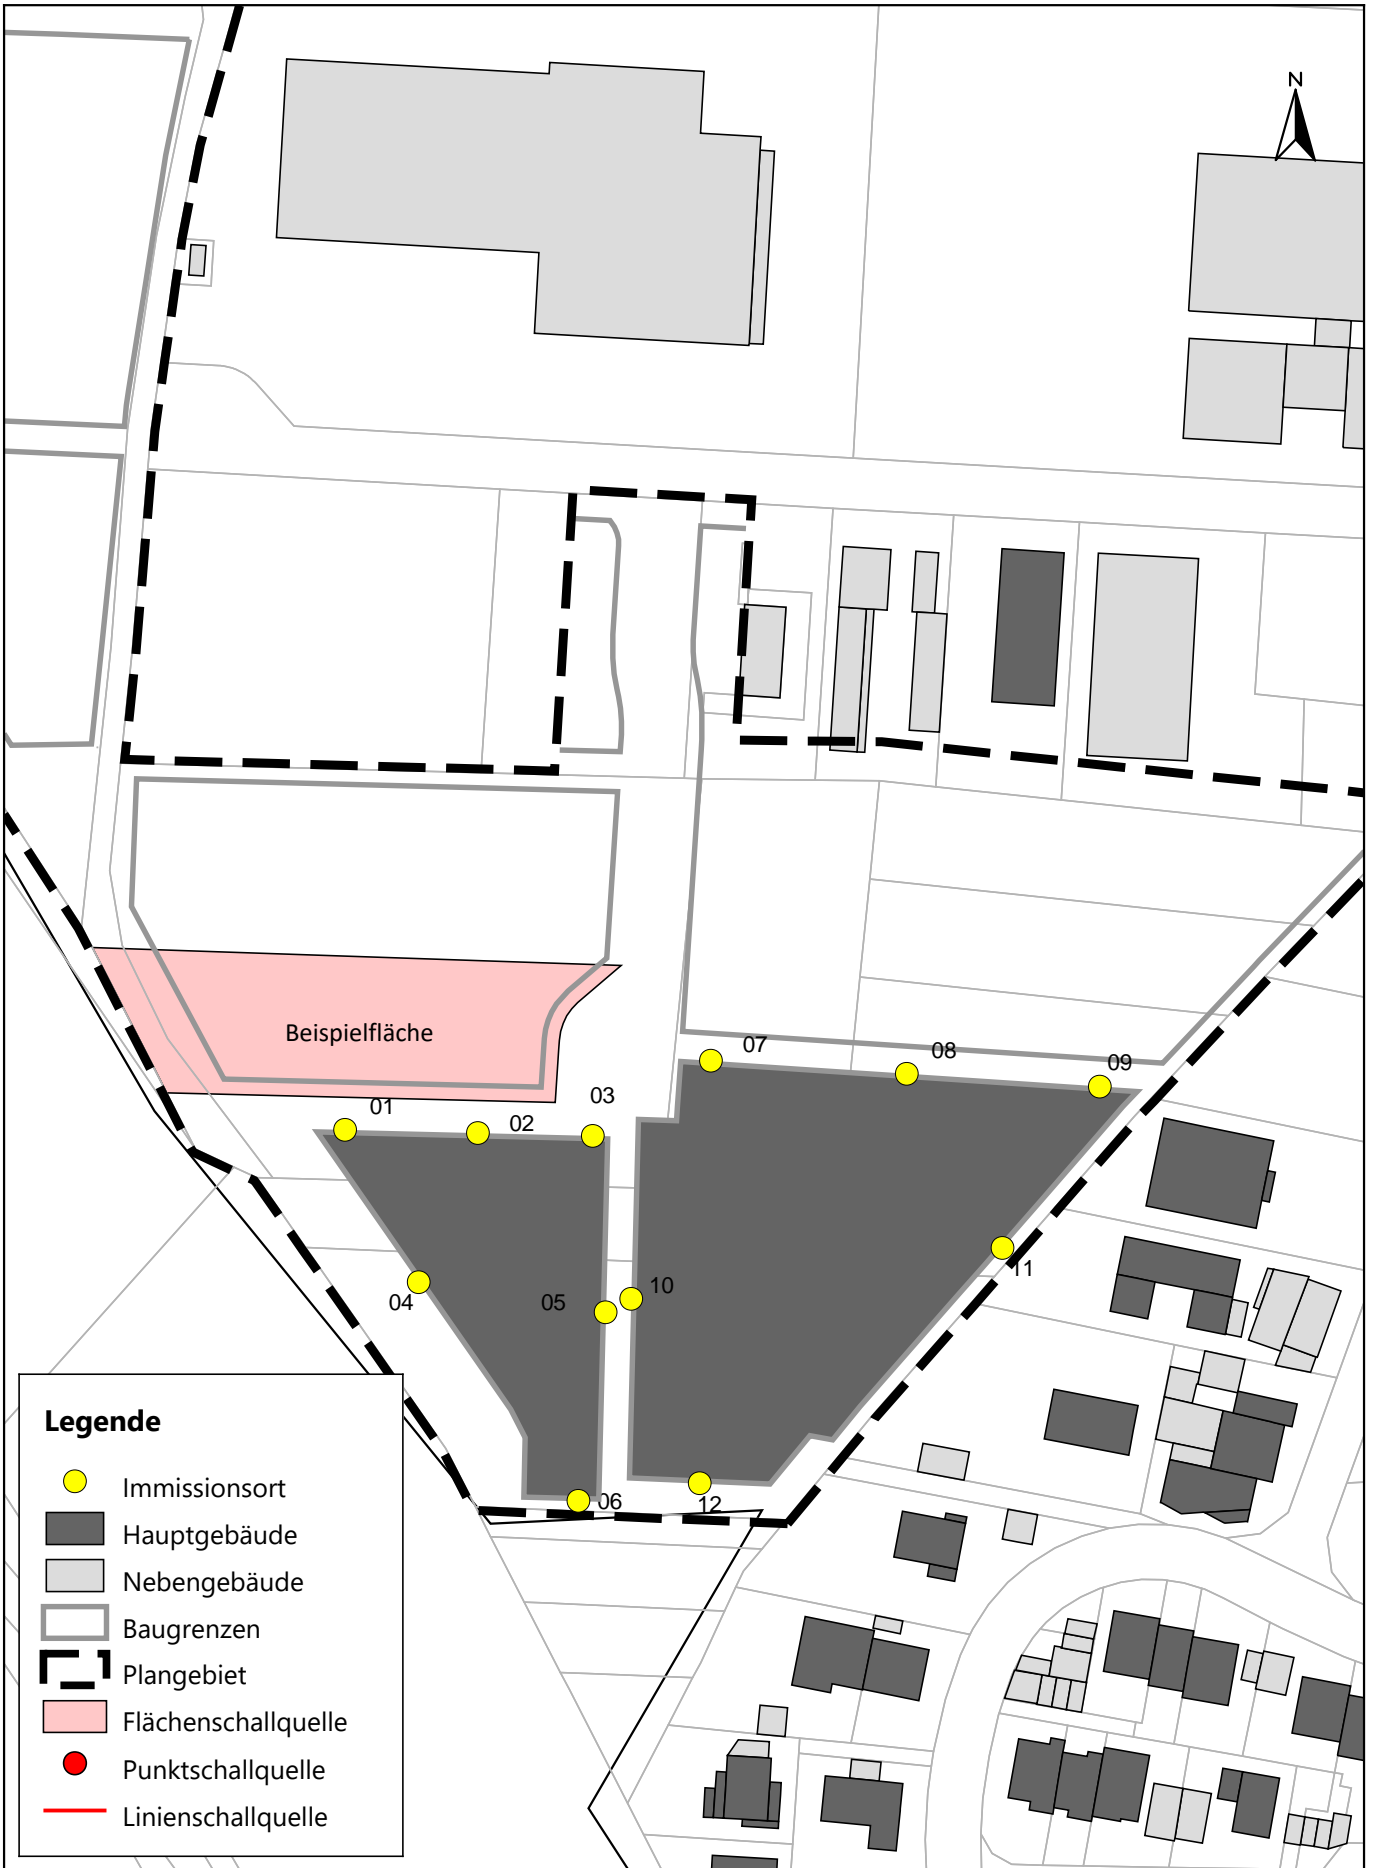 N
Beispielfläche
07
08
09
01
02
03
04
05
10
11
06
12
Legende
Immissionsort
Hauptgebäude
Nebengebäude
Baugrenzen
Plangebiet
Flächenschallquelle
Punktschallquelle
Linienschallquelle